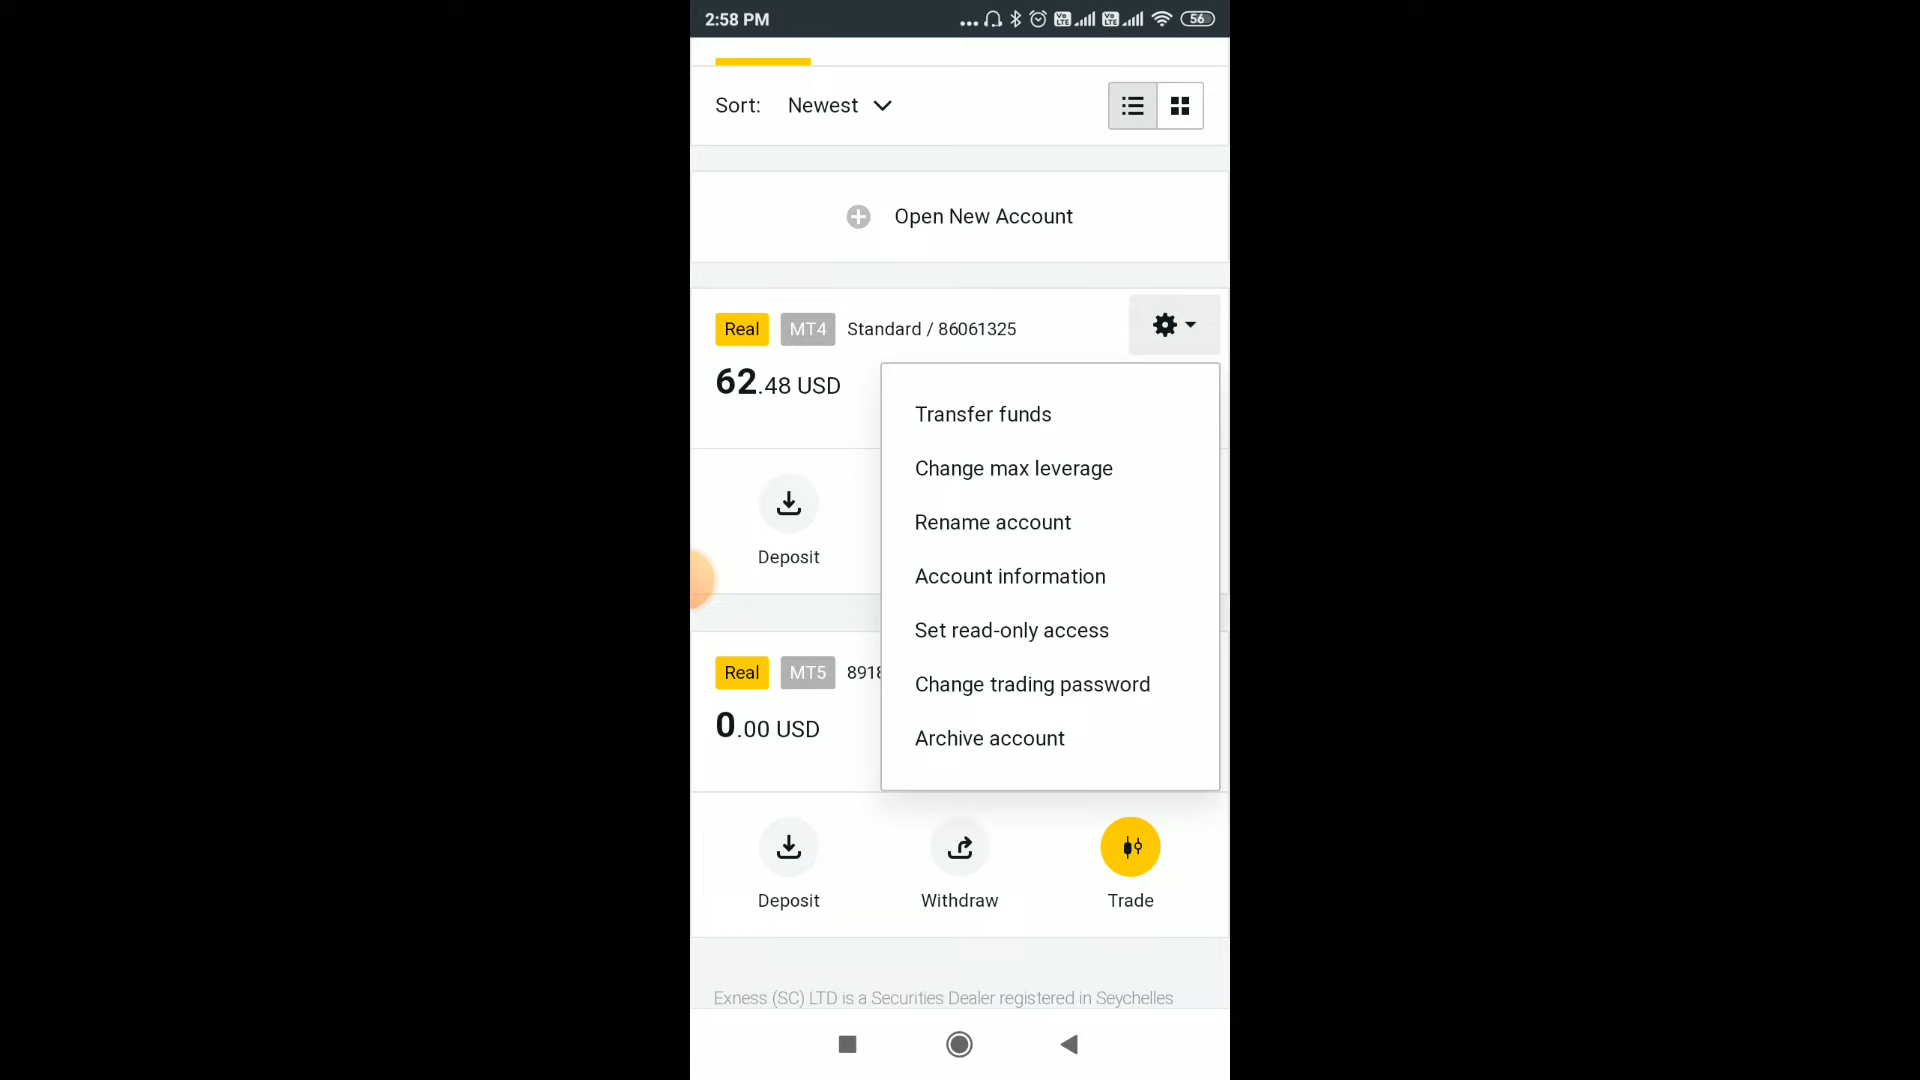 2:58 PM
56
Sort: Newest
Open New Account
Real MT4 Standard / 86061325
62.48 USD
Transfer funds
Change max leverage
Rename account
Account information
Set read-only access
Change trading password
Archive account
Deposit
Real MT5 8918
0.00 USD
Deposit Withdraw Trade
Exness (SC) LTD is a Securities Dealer registered in Seychelles